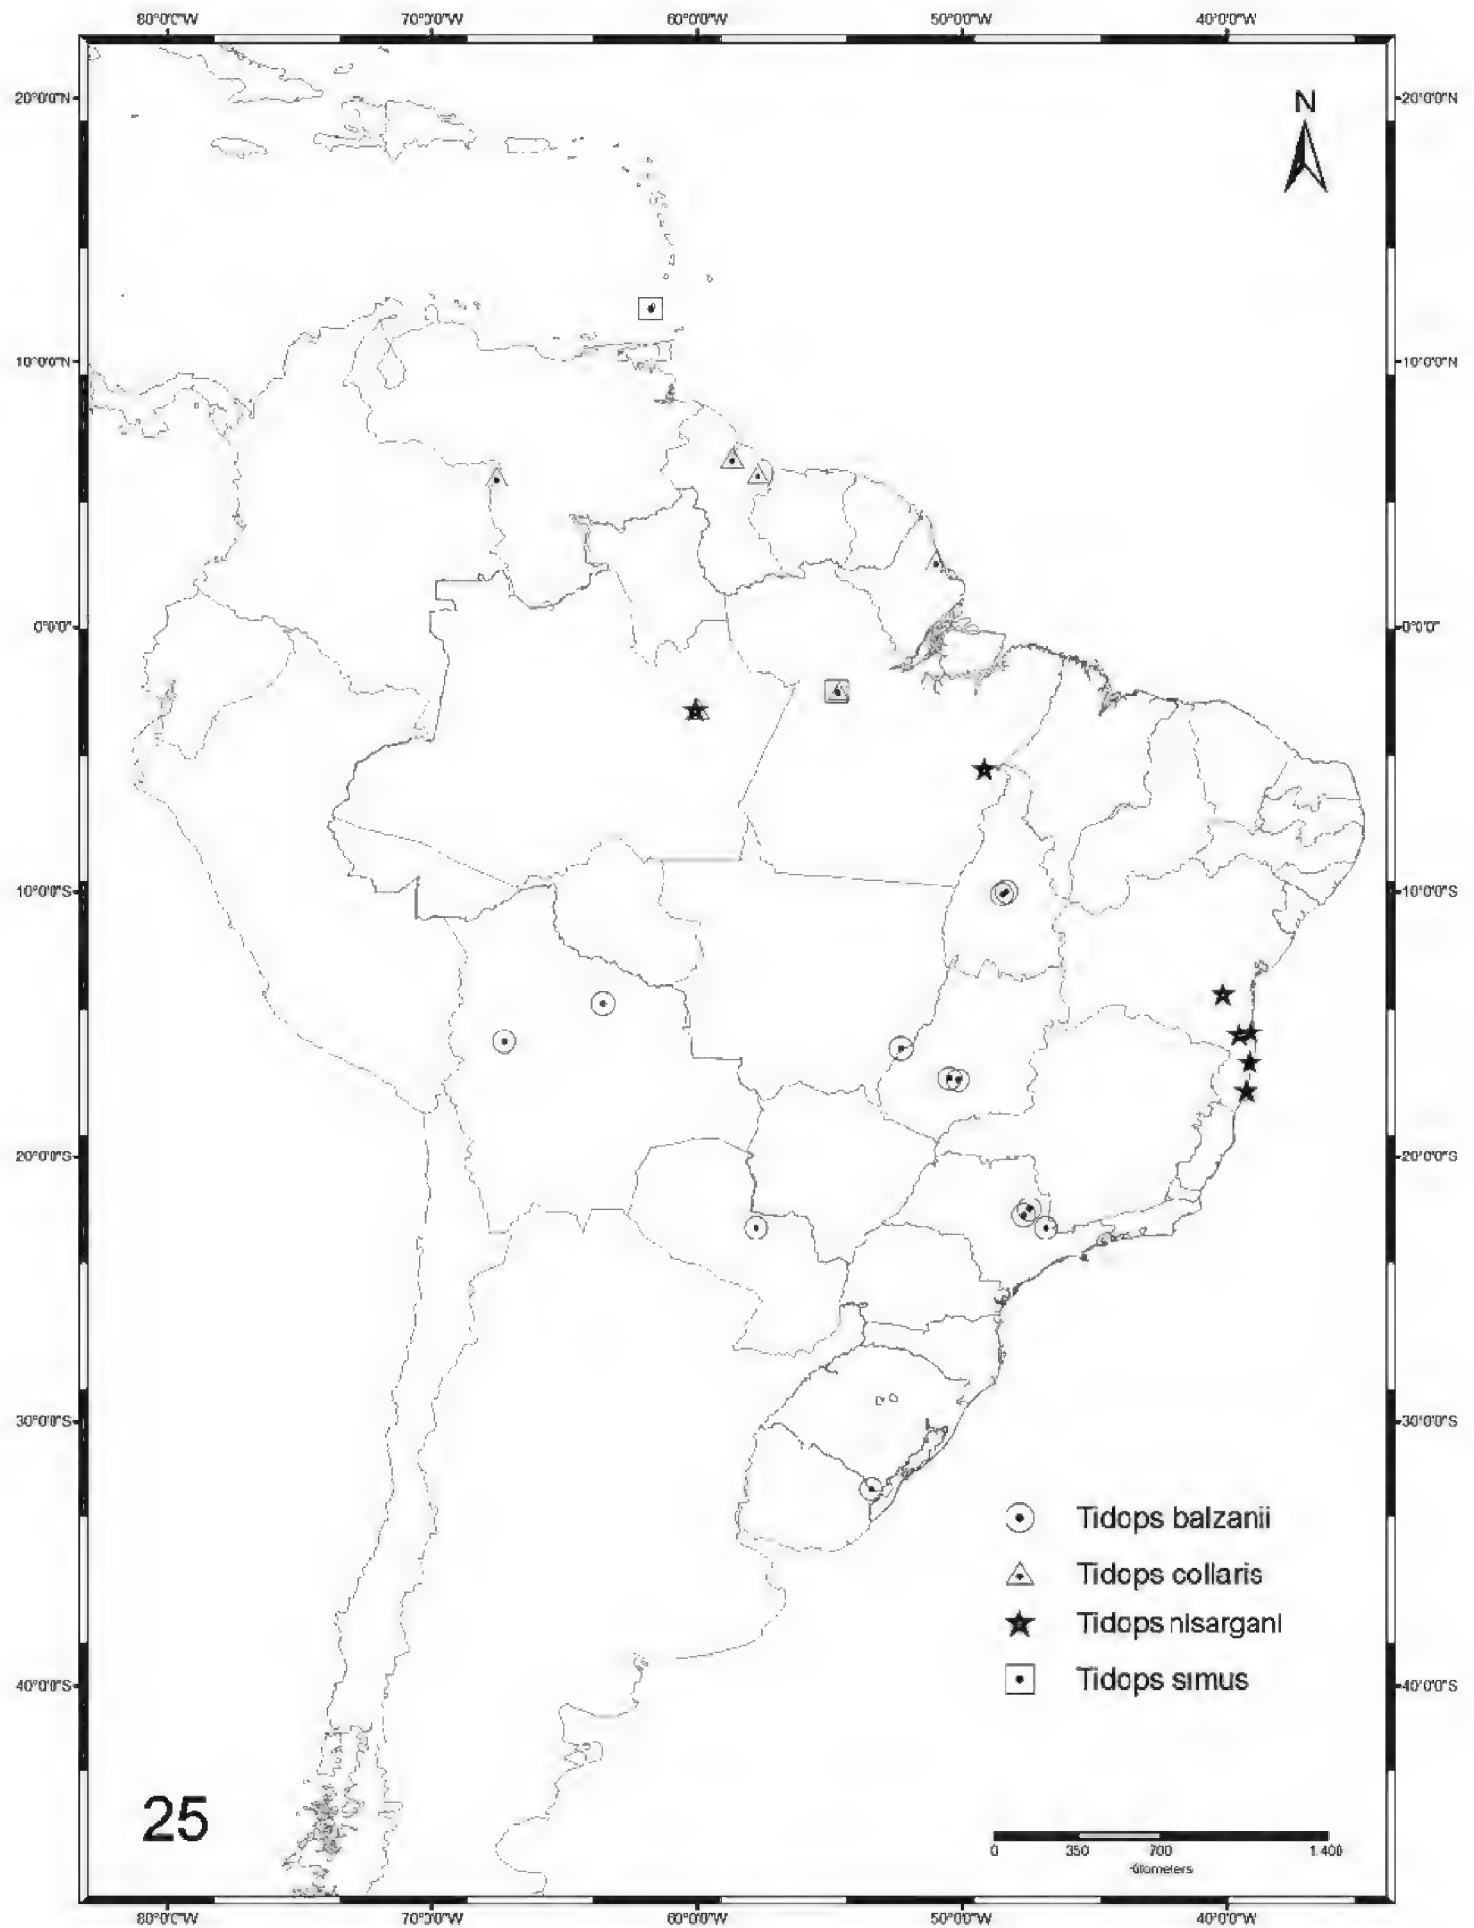 80°0'0"W 70°0'0"W 60°0'0"W 50°0'0"W 40°0'0"W
20°0'0"N 20°0'0"N
N
10°0'0"N 10°0'0"N
0°0'0" 0°0'0"
10°0'0"S 10°0'0"S
20°0'0"S 20°0'0"S
30°0'0"S 30°0'0"S
Tidops balzanii
Tidops collaris
Tidops nisargani
Tidops simus
40°0'0"S 40°0'0"S
25
0 350 700 1.400
Kilometers
80°0'0"W 70°0'0"W 60°0'0"W 50°0'0"W 40°0'0"W